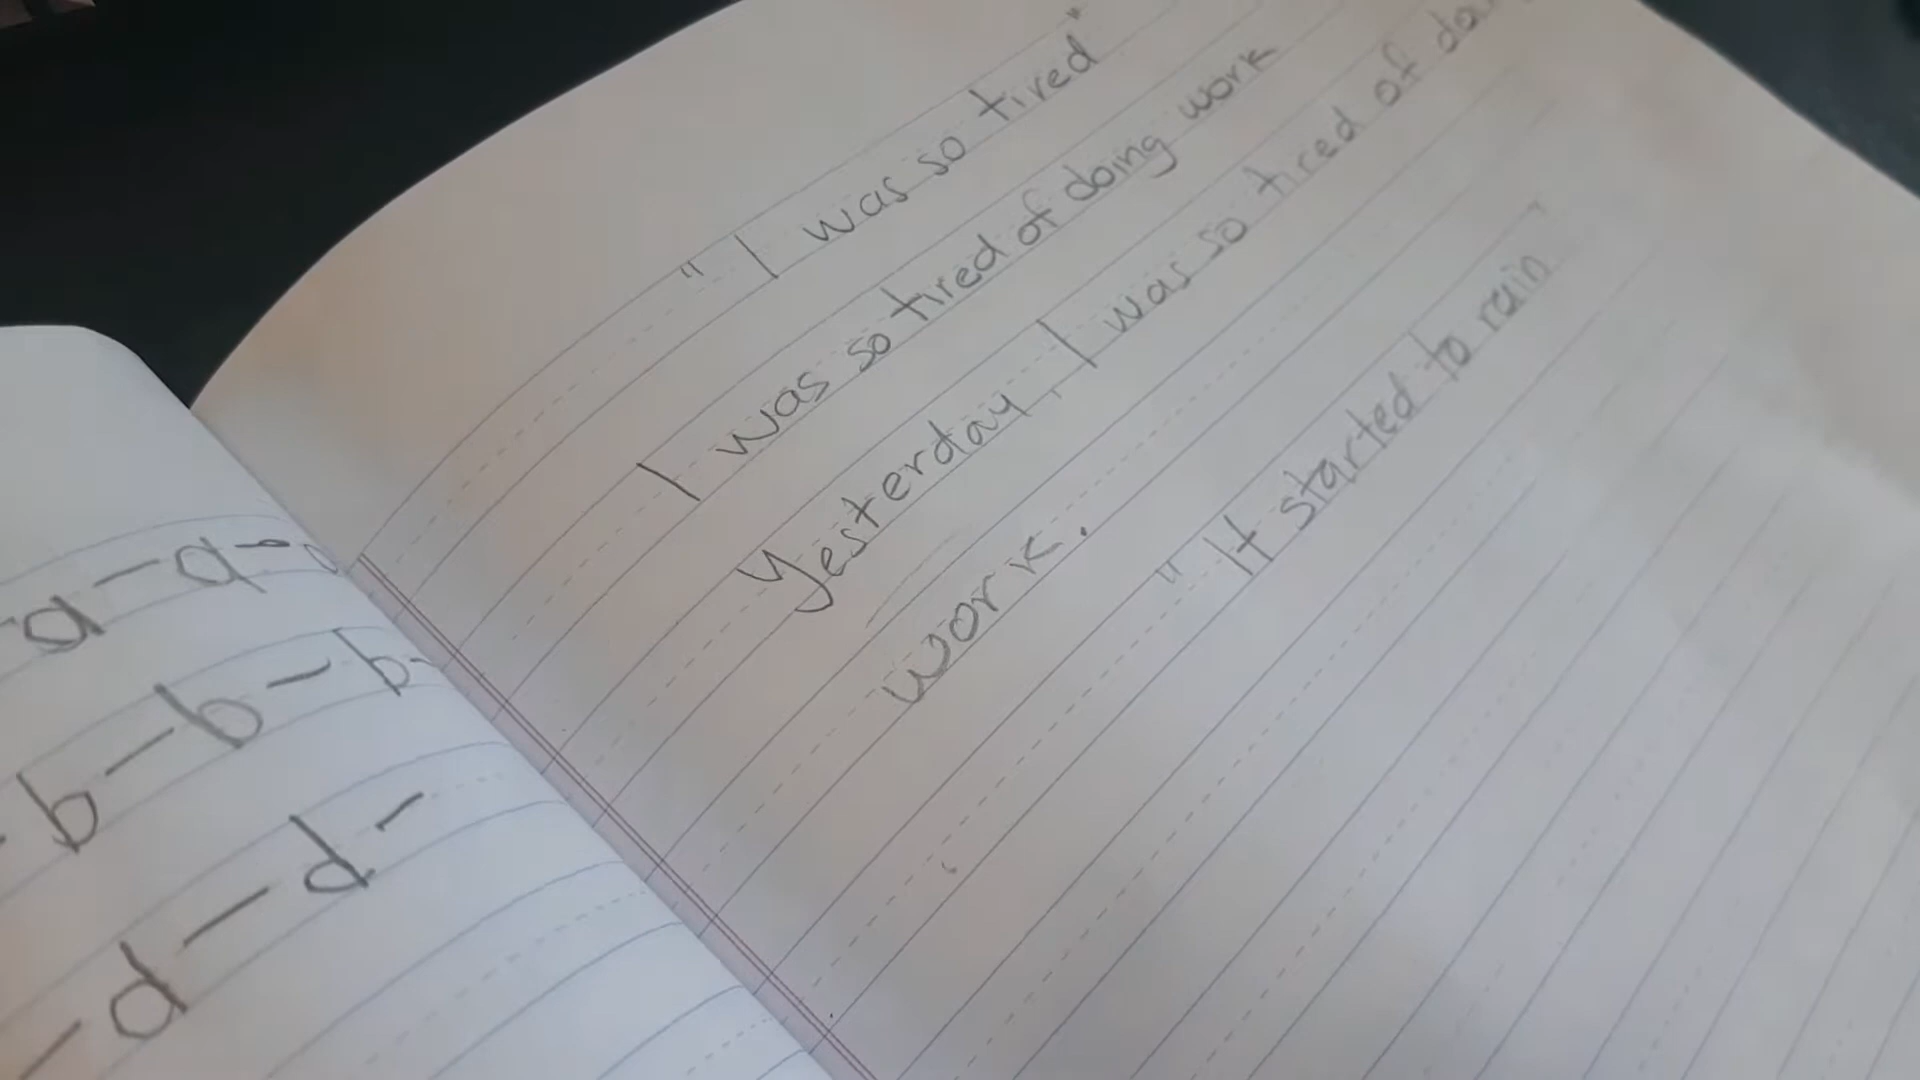 "I was so tired"
I was so tired of doing work
Yesterday, I was so tired of
work.
"It started to rain"
a-a-
q-q-q-
-p-p-